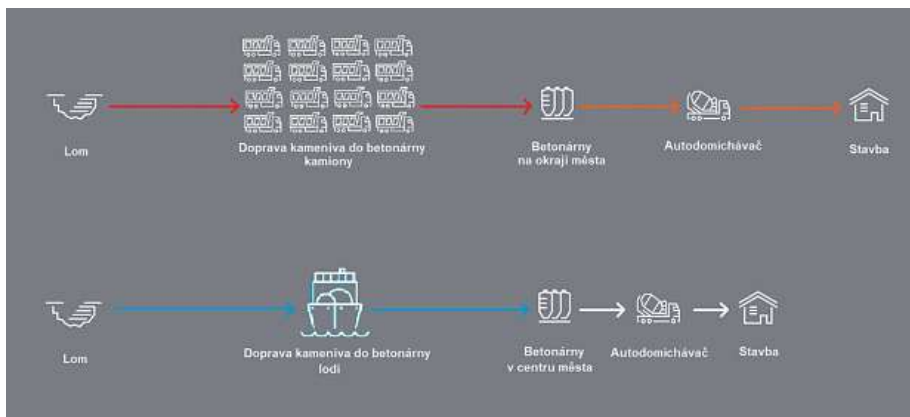 Lom
Doprava kameniva do betonárny
kamiony
Betonárny
na okraji města
Autodomíchávač
Stavba
Lom
Doprava kameniva do betonárny
lodí
Betonárny
v centru města
Autodomíchávač
Stavba